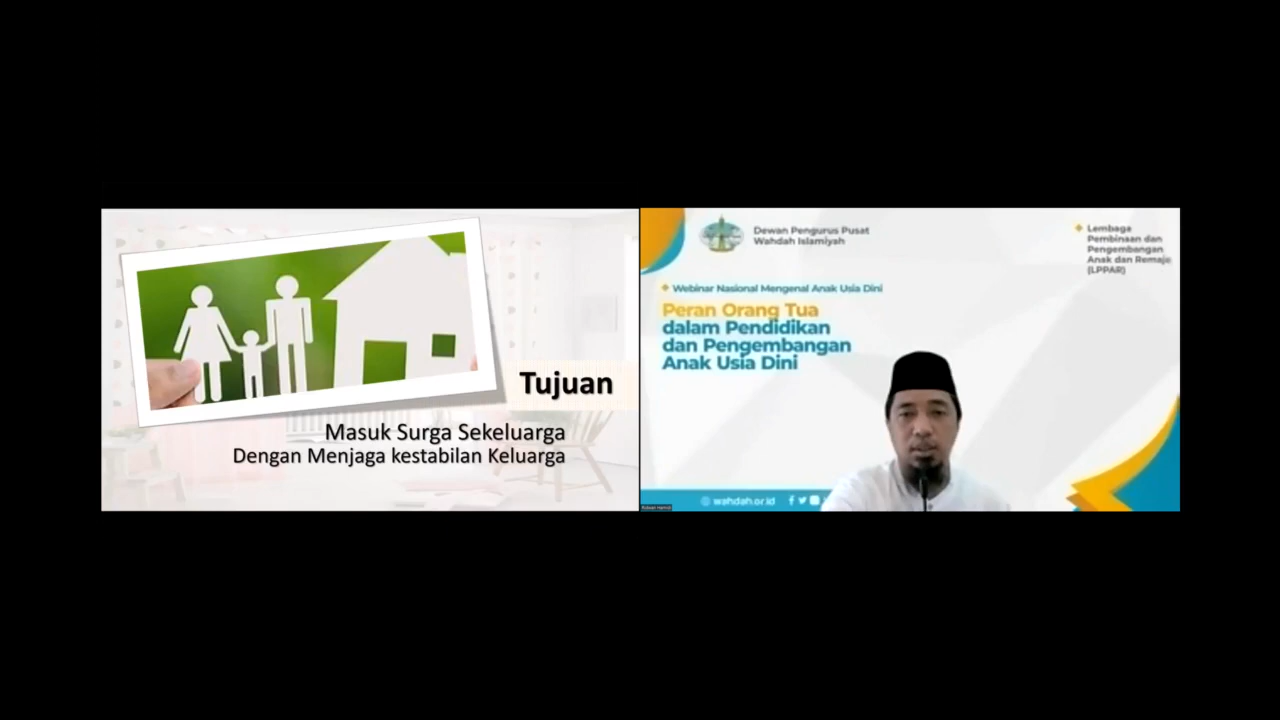 Tujuan
Masuk Surga Sekeluarga
Dengan Menjaga kestabilan Keluarga
Dewan Pengurus Pusat
Wahdah Islamiyah
Lembaga
Pembinaan dan
Pengembangan
Anak dan Remaja
(LPPAR)
Webinar Nasional Mengenal Anak Usia Dini
Peran Orang Tua
dalam Pendidikan
dan Pengembangan
Anak Usia Dini
wahdah.or.id